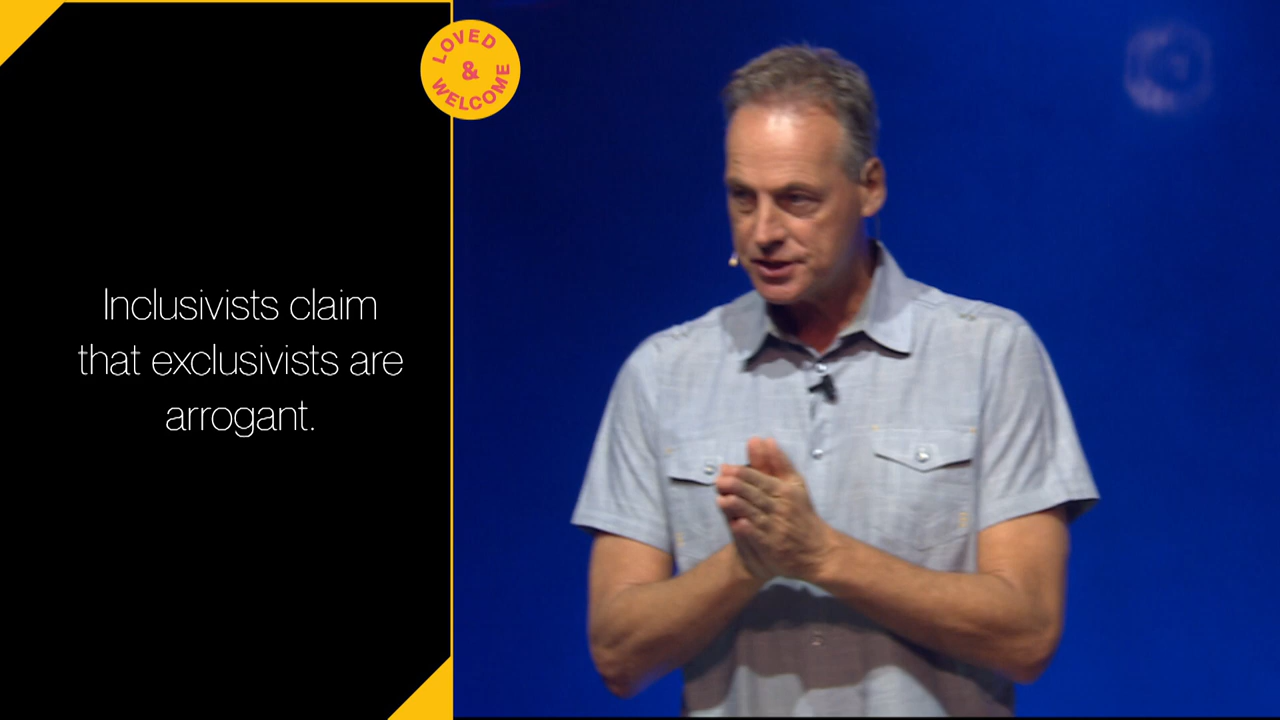 LOVED
&
WELCOME
Inclusivists claim
that exclusivists are
arrogant.